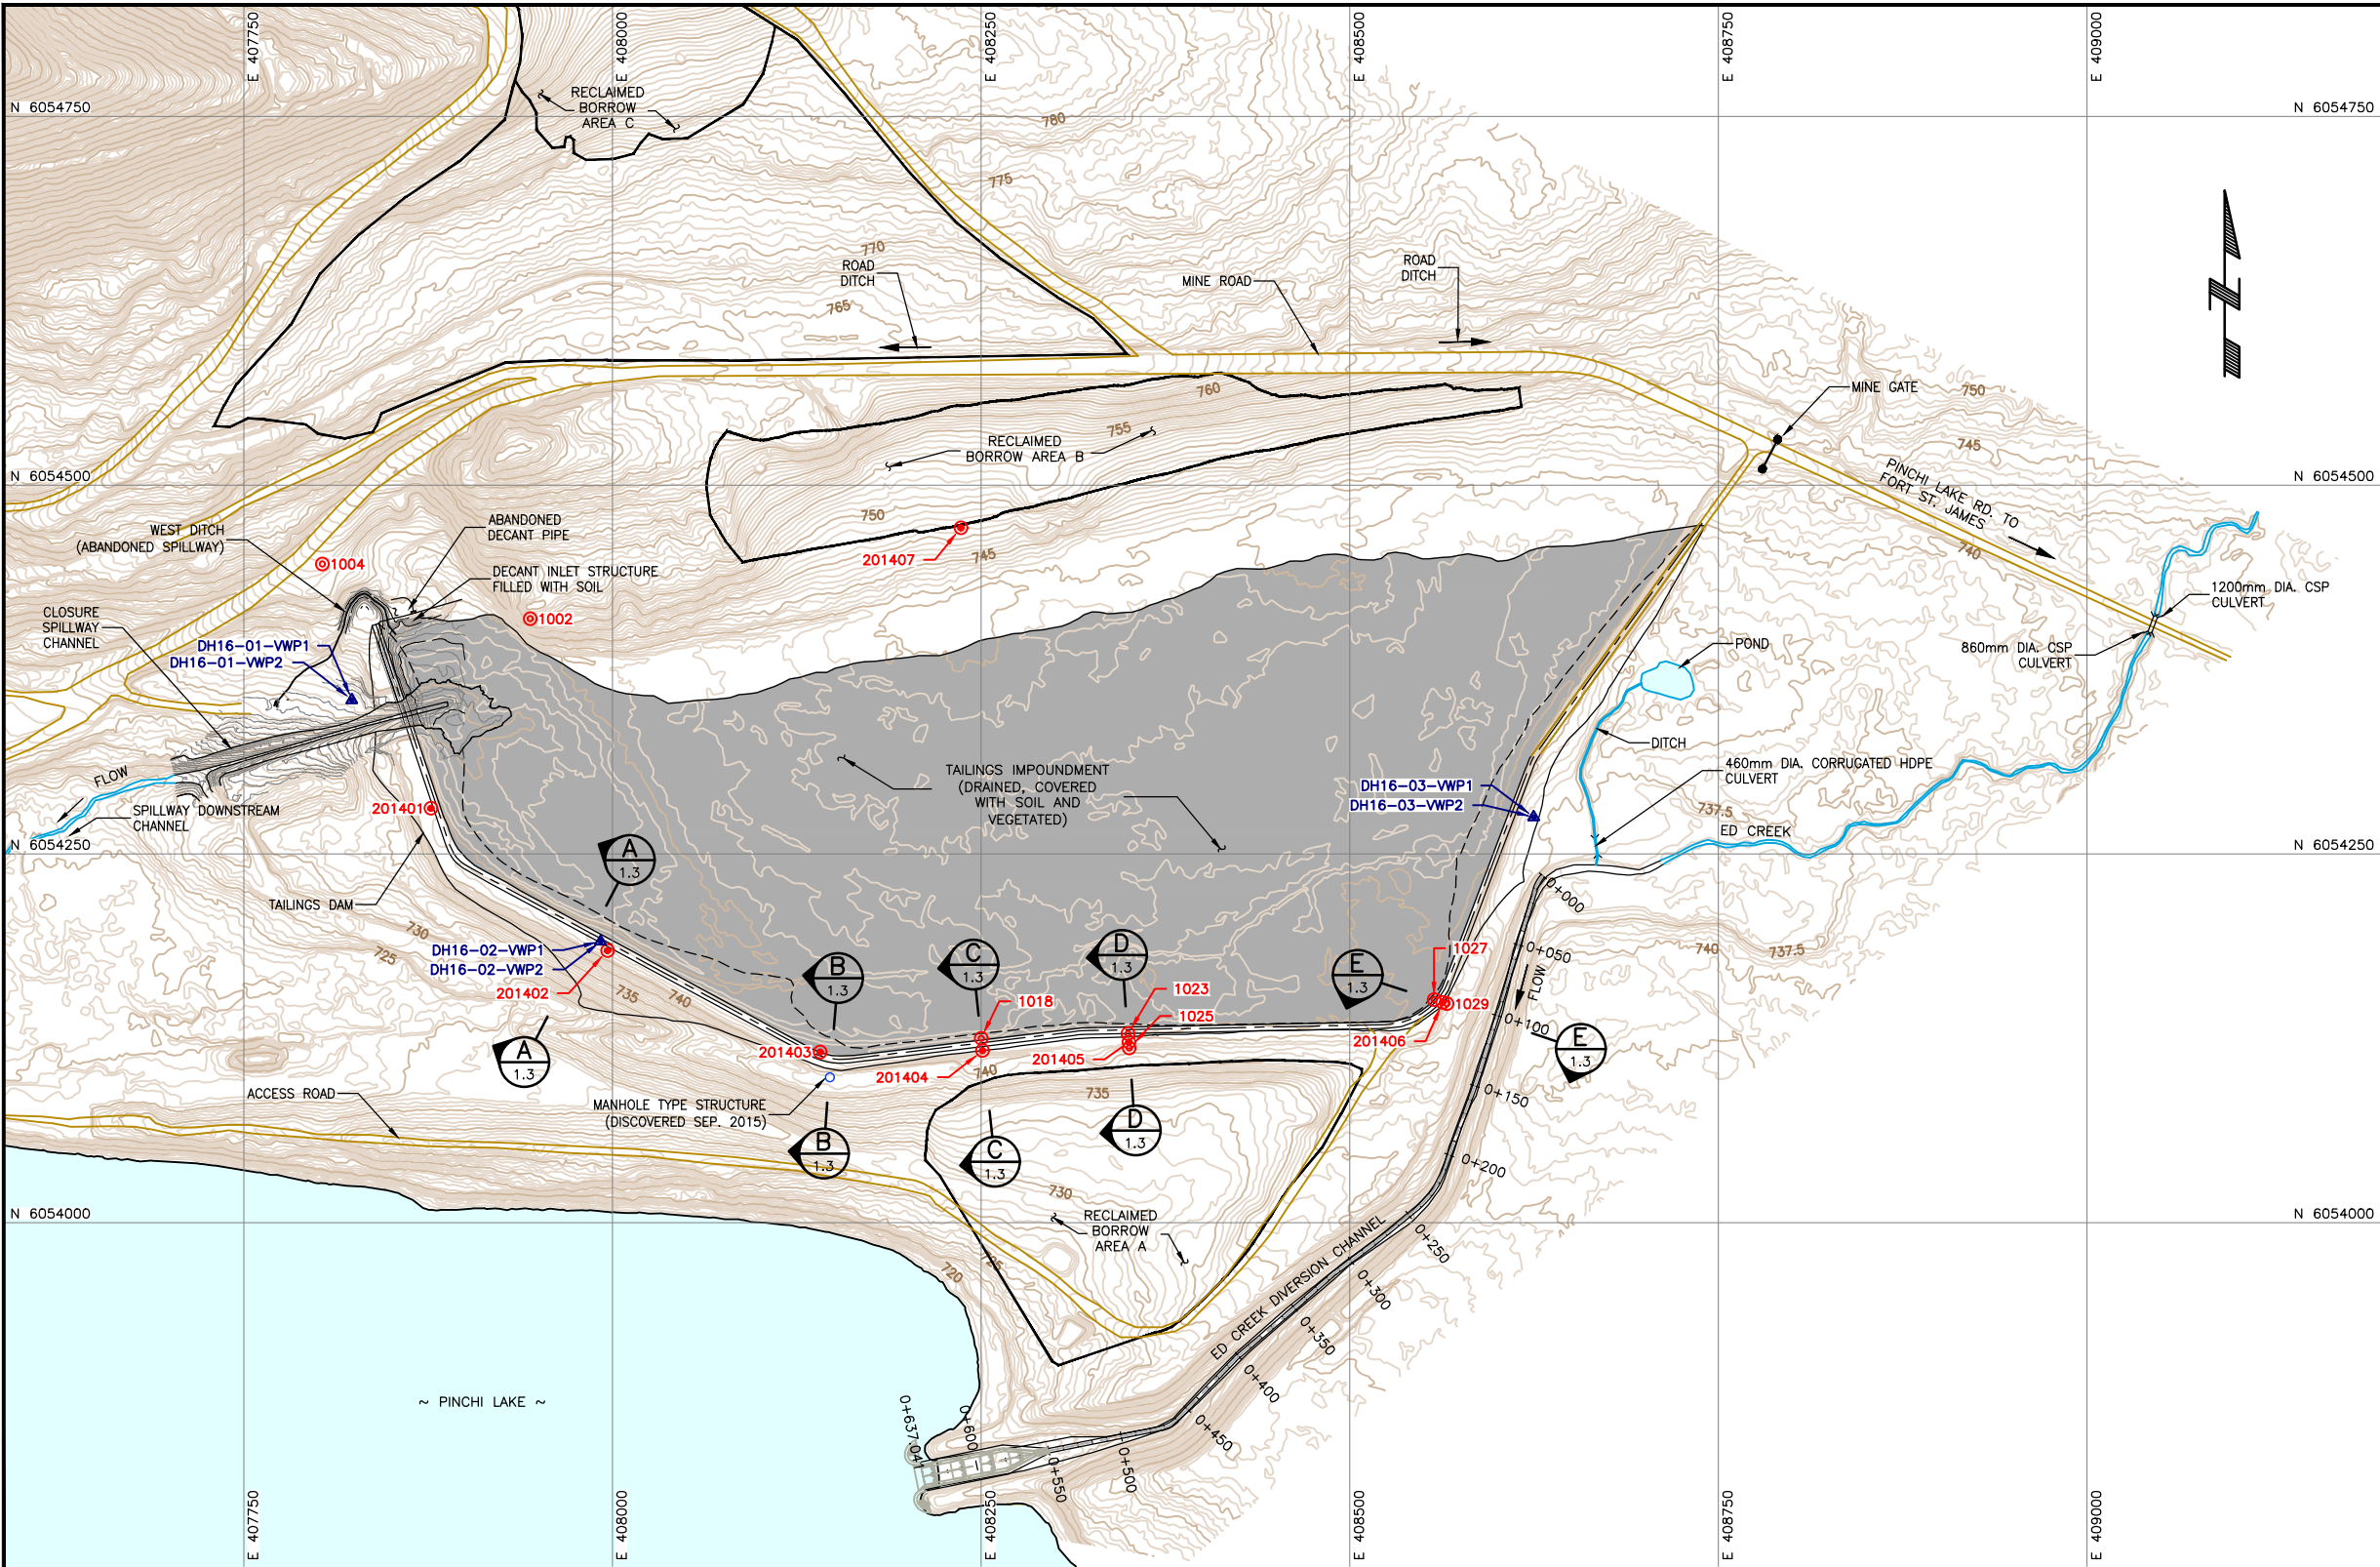 E 407750
E 408000
E 408250
E 408500
E 408750
E 409000
N 6054750
N 6054750
RECLAIMED
BORROW
AREA C
780
775
770
765
ROAD
DITCH
MINE ROAD
ROAD
DITCH
MINE GATE
750
745
740
760
755
RECLAIMED
BORROW AREA B
750
745
N 6054500
N 6054500
PINCHI LAKE RD. TO
FORT ST. JAMES
WEST DITCH
(ABANDONED SPILLWAY)
ABANDONED
DECANT PIPE
DECANT INLET STRUCTURE
FILLED WITH SOIL
1004
1002
201407
CLOSURE
SPILLWAY
CHANNEL
DH16-01-VWP1
DH16-01-VWP2
1200mm DIA. CSP
CULVERT
860mm DIA. CSP
CULVERT
POND
DITCH
460mm DIA. CORRUGATED HDPE
CULVERT
737.5
ED CREEK
TAILINGS IMPOUNDMENT
(DRAINED, COVERED
WITH SOIL AND
VEGETATED)
DH16-03-VWP1
DH16-03-VWP2
FLOW
SPILLWAY DOWNSTREAM
CHANNEL
201401
N 6054250
N 6054250
A
1.3
TAILINGS DAM
730
725
DH16-02-VWP1
DH16-02-VWP2
201402
735
740
B
1.3
C
1.3
D
1.3
E
1.3
1027
1029
1018
1023
1025
201403
201404
201405
201406
0+000
0+050
FLOW
0+100
0+150
0+200
0+250
0+300
0+350
0+400
0+450
0+500
0+550
0+600
0+637.04
740
737.5
E
1.3
A
1.3
740
735
MANHOLE TYPE STRUCTURE
(DISCOVERED SEP. 2015)
ACCESS ROAD
B
1.3
C
1.3
D
1.3
730
RECLAIMED
BORROW
AREA A
725
720
N 6054000
N 6054000
ED CREEK DIVERSION CHANNEL
~ PINCHI LAKE ~
E 407750
E 408000
E 408250
E 408500
E 408750
E 409000